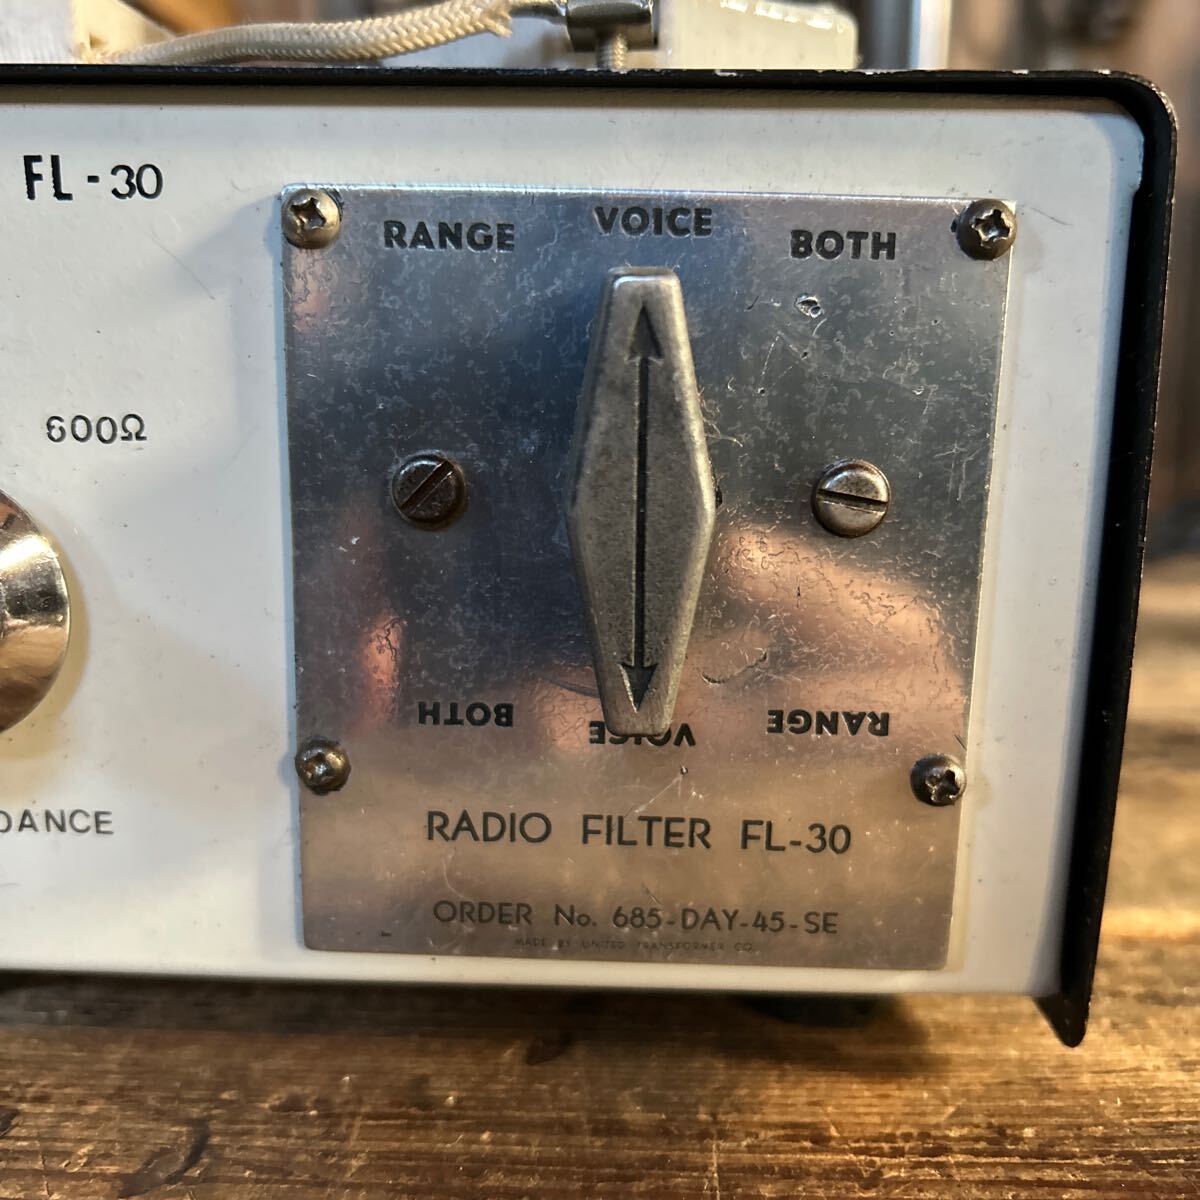 FL-30
RANGE
VOICE
BOTH
600Ω
BOTH
VOICE
RANGE
DANCE
RADIO FILTER FL-30
ORDER No. 685-DAY-45-SE
MADE BY UNITED TRANSFORMER CO.